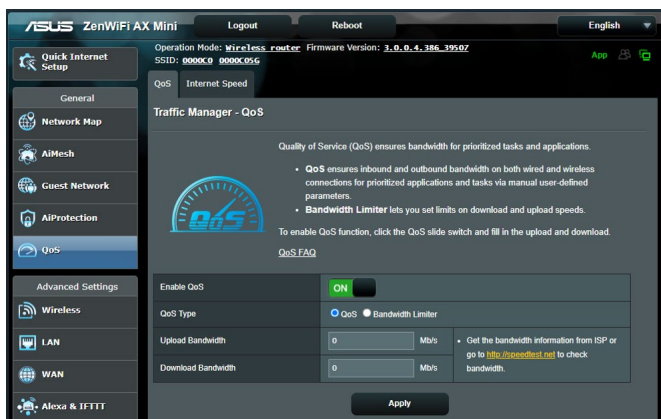 ASUS ZenWiFi AX Mini
Logout
Reboot
English
Quick Internet
Setup
General
Network Map
AiMesh
Guest Network
AiProtection
QoS
Advanced Settings
Wireless
LAN
WAN
Alexa & IFTTT
Operation Mode: Wireless router Firmware Version: 3.0.0.4.386_39507
SSID: 0000C0 0000C05G
App
QoS
Internet Speed
Traffic Manager - QoS
QoS
Quality of Service (QoS) ensures bandwidth for prioritized tasks and applications.
• QoS ensures inbound and outbound bandwidth on both wired and wireless
connections for prioritized applications and tasks via manual user-defined
parameters.
• Bandwidth Limiter lets you set limits on download and upload speeds.
To enable QoS function, click the QoS slide switch and fill in the upload and download.
QoS FAQ
Enable QoS
ON
QoS Type
QoS Bandwidth Limiter
Upload Bandwidth
0 Mb/s
Download Bandwidth
0 Mb/s
• Get the bandwidth information from ISP or
go to http://speedtest.net to check
bandwidth.
Apply